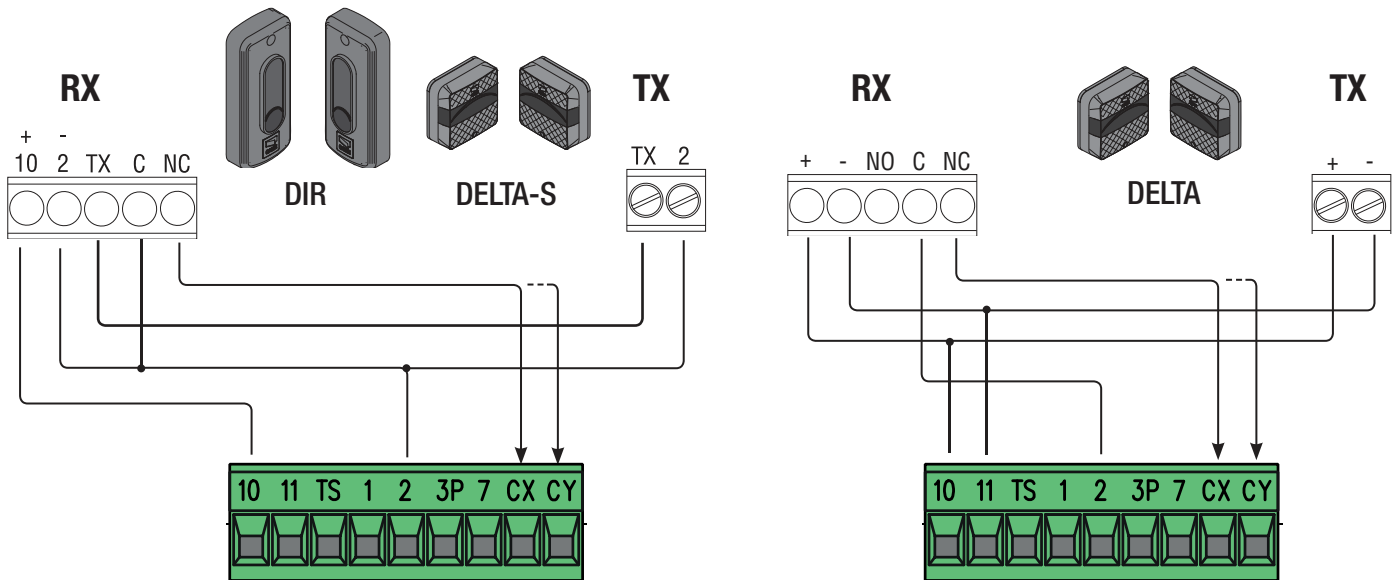 RX
TX
+ -
10 2 TX C NC
TX 2
DIR
DELTA-S
10 11 TS 1 2 3P 7 CX CY
RX
TX
+ - NO C NC
+ -
DELTA
10 11 TS 1 2 3P 7 CX CY